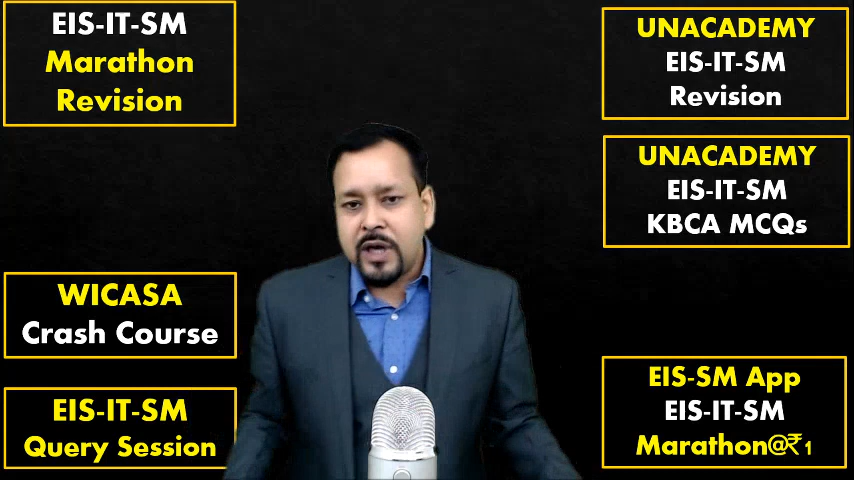 EIS-IT-SM
Marathon
Revision
UNACADEMY
EIS-IT-SM
Revision
UNACADEMY
EIS-IT-SM
KBCA MCQs
WICASA
Crash Course
EIS-IT-SM
Query Session
EIS-SM App
EIS-IT-SM
Marathon@₹1